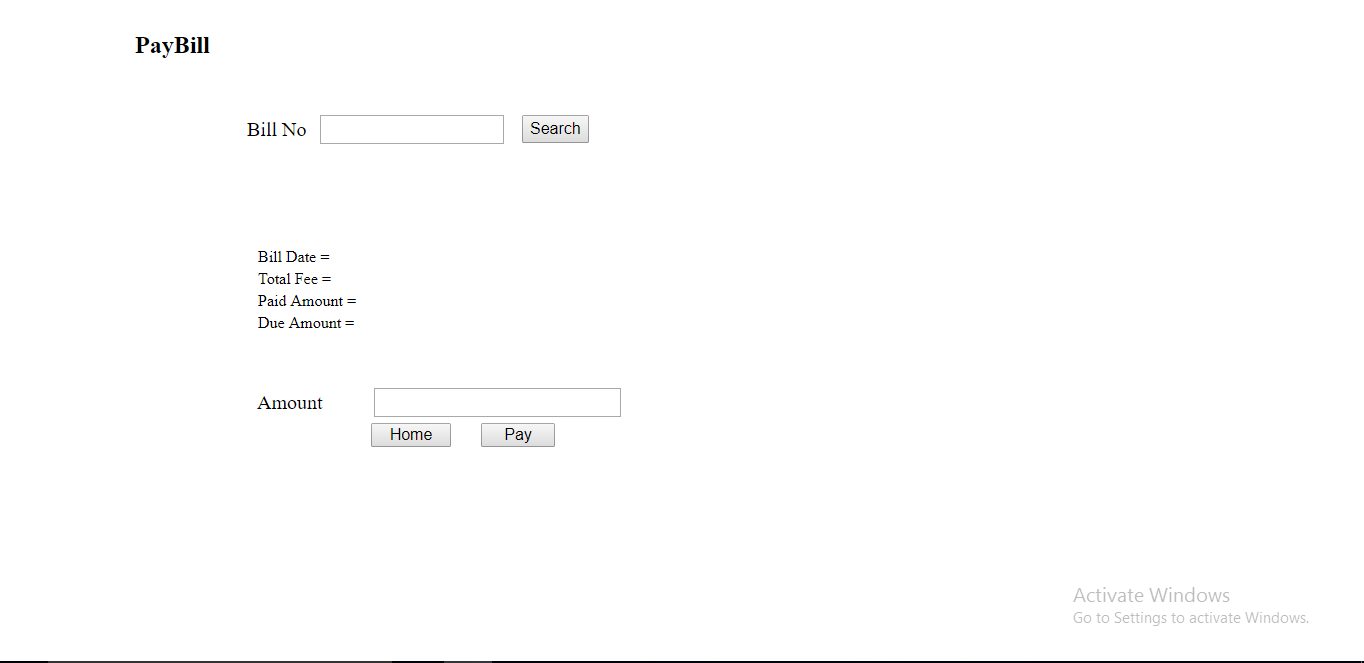 PayBill
Bill No Search
Bill Date =
Total Fee =
Paid Amount =
Due Amount =
Amount
Home Pay
Activate Windows
Go to Settings to activate Windows.